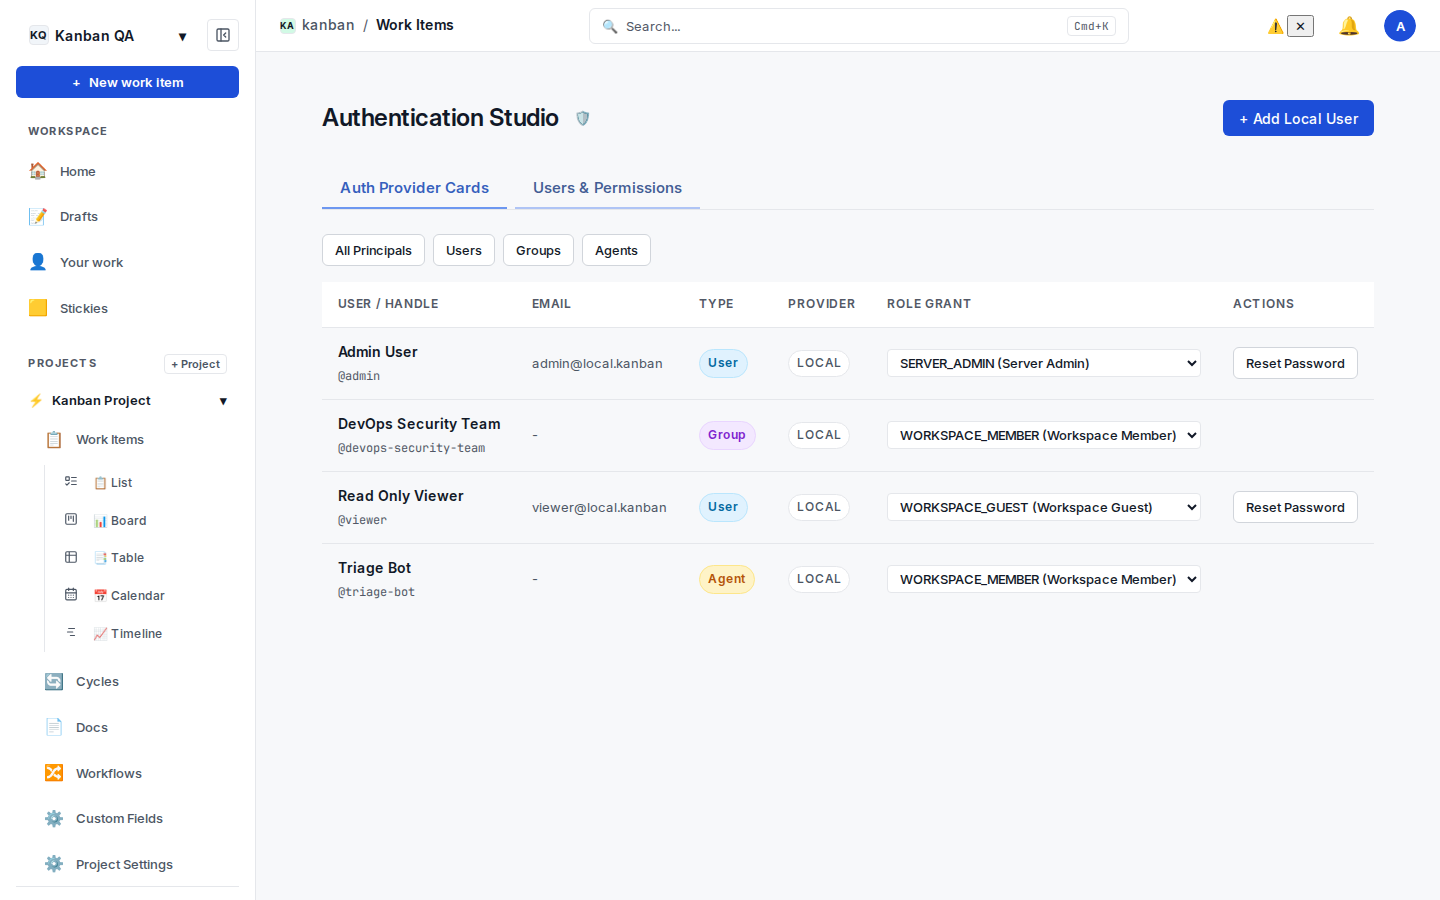 KQ Kanban QA
+ New work item
WORKSPACE
Home
Drafts
Your work
Stickies
PROJECTS
+ Project
Kanban Project
Work Items
List
Board
Table
Calendar
Timeline
Cycles
Docs
Workflows
Custom Fields
Project Settings
KA kanban / Work Items
Search...
Cmd+K
A
Authentication Studio
+ Add Local User
Auth Provider Cards
Users & Permissions
All Principals
Users
Groups
Agents
USER / HANDLE EMAIL TYPE PROVIDER ROLE GRANT ACTIONS
Admin User
@admin
admin@local.kanban
User
LOCAL
SERVER_ADMIN (Server Admin)
Reset Password
DevOps Security Team
@devops-security-team
-
Group
LOCAL
WORKSPACE_MEMBER (Workspace Member)
Read Only Viewer
@viewer
viewer@local.kanban
User
LOCAL
WORKSPACE_GUEST (Workspace Guest)
Reset Password
Triage Bot
@triage-bot
-
Agent
LOCAL
WORKSPACE_MEMBER (Workspace Member)